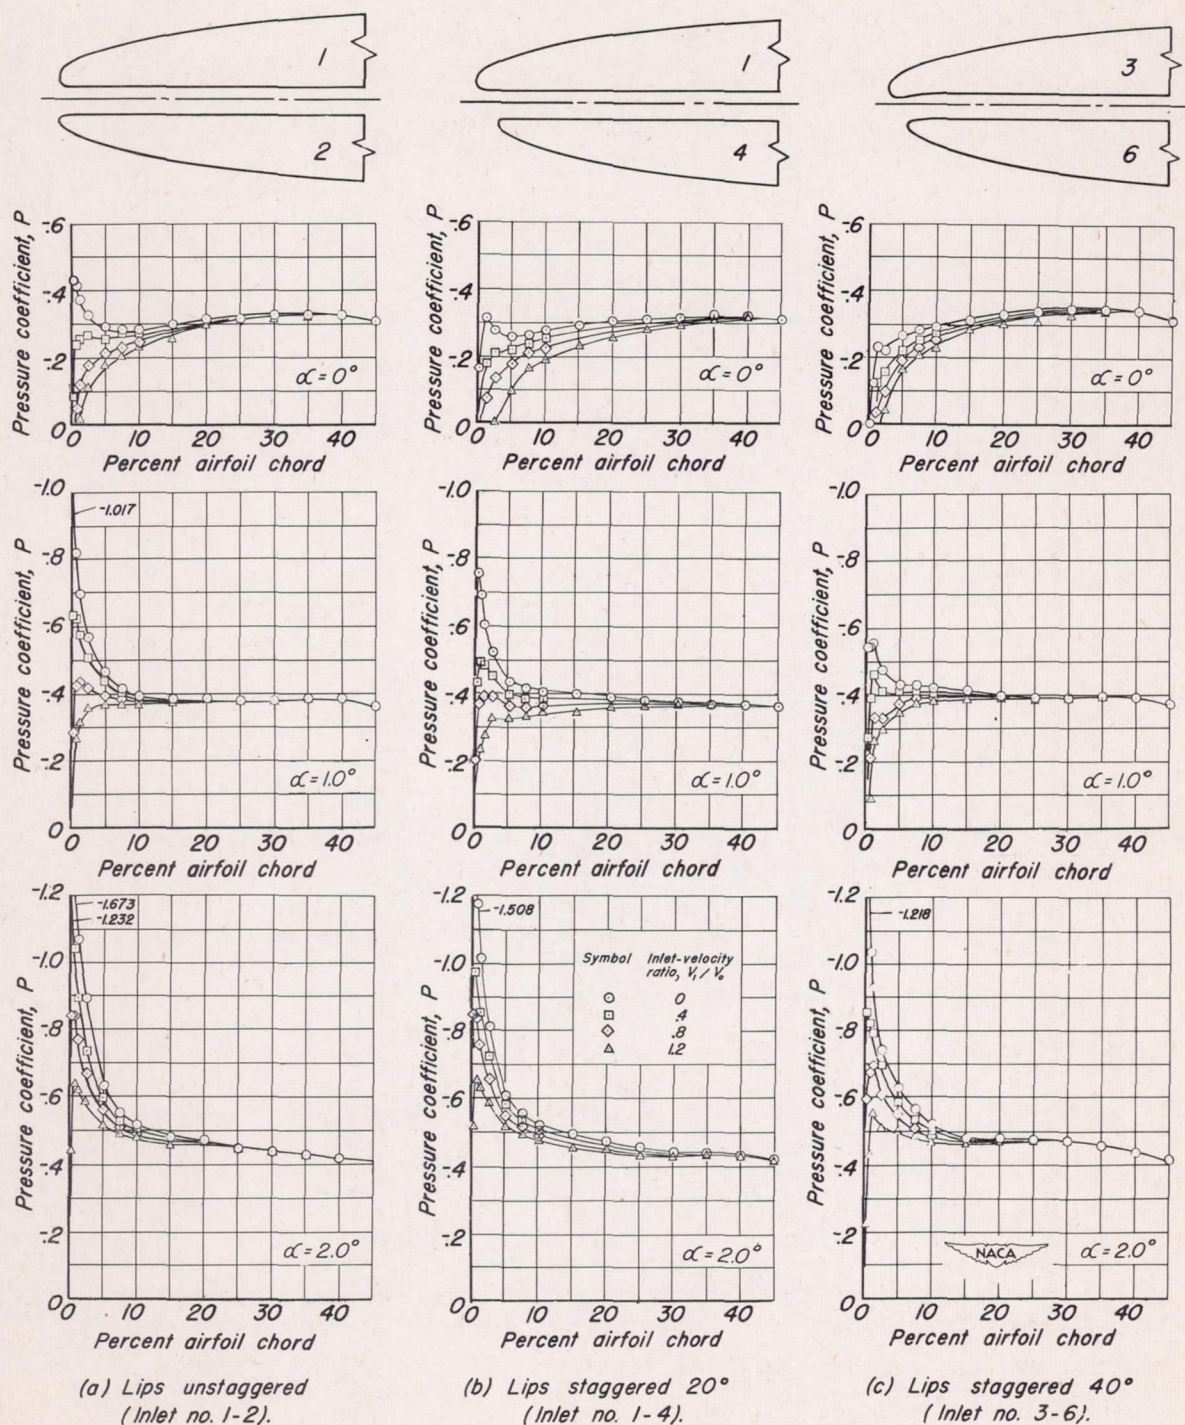 1
2
1
4
3
6
Pressure coefficient, P
-.6
-.4
-.2
0
α = 0°
0 10 20 30 40
Percent airfoil chord
Pressure coefficient, P
-.6
-.4
-.2
0
α = 0°
0 10 20 30 40
Percent airfoil chord
Pressure coefficient, P
-.6
-.4
-.2
0
α = 0°
0 10 20 30 40
Percent airfoil chord
Pressure coefficient, P
-1.0
-1.017
-.8
-.6
-.4
-.2
0
α = 1.0°
0 10 20 30 40
Percent airfoil chord
Pressure coefficient, P
-1.0
-.8
-.6
-.4
-.2
0
α = 1.0°
0 10 20 30 40
Percent airfoil chord
Pressure coefficient, P
-1.0
-.8
-.6
-.4
-.2
0
α = 1.0°
0 10 20 30 40
Percent airfoil chord
Pressure coefficient, P
-1.2
-1.673
-1.232
-1.0
-.8
-.6
-.4
-.2
0
α = 2.0°
0 10 20 30 40
Percent airfoil chord
Pressure coefficient, P
-1.2
-1.508
-1.0
-.8
-.6
-.4
-.2
0
Symbol Inlet-velocity
ratio, V₁ / V₀
0
.4
.8
1.2
α = 2.0°
0 10 20 30 40
Percent airfoil chord
Pressure coefficient, P
-1.2
-1.218
-1.0
-.8
-.6
-.4
-.2
0
NACA
α = 2.0°
0 10 20 30 40
Percent airfoil chord
(a) Lips unstaggered
(Inlet no. 1-2).
(b) Lips staggered 20°
(Inlet no. 1-4).
(c) Lips staggered 40°
(Inlet no. 3-6).